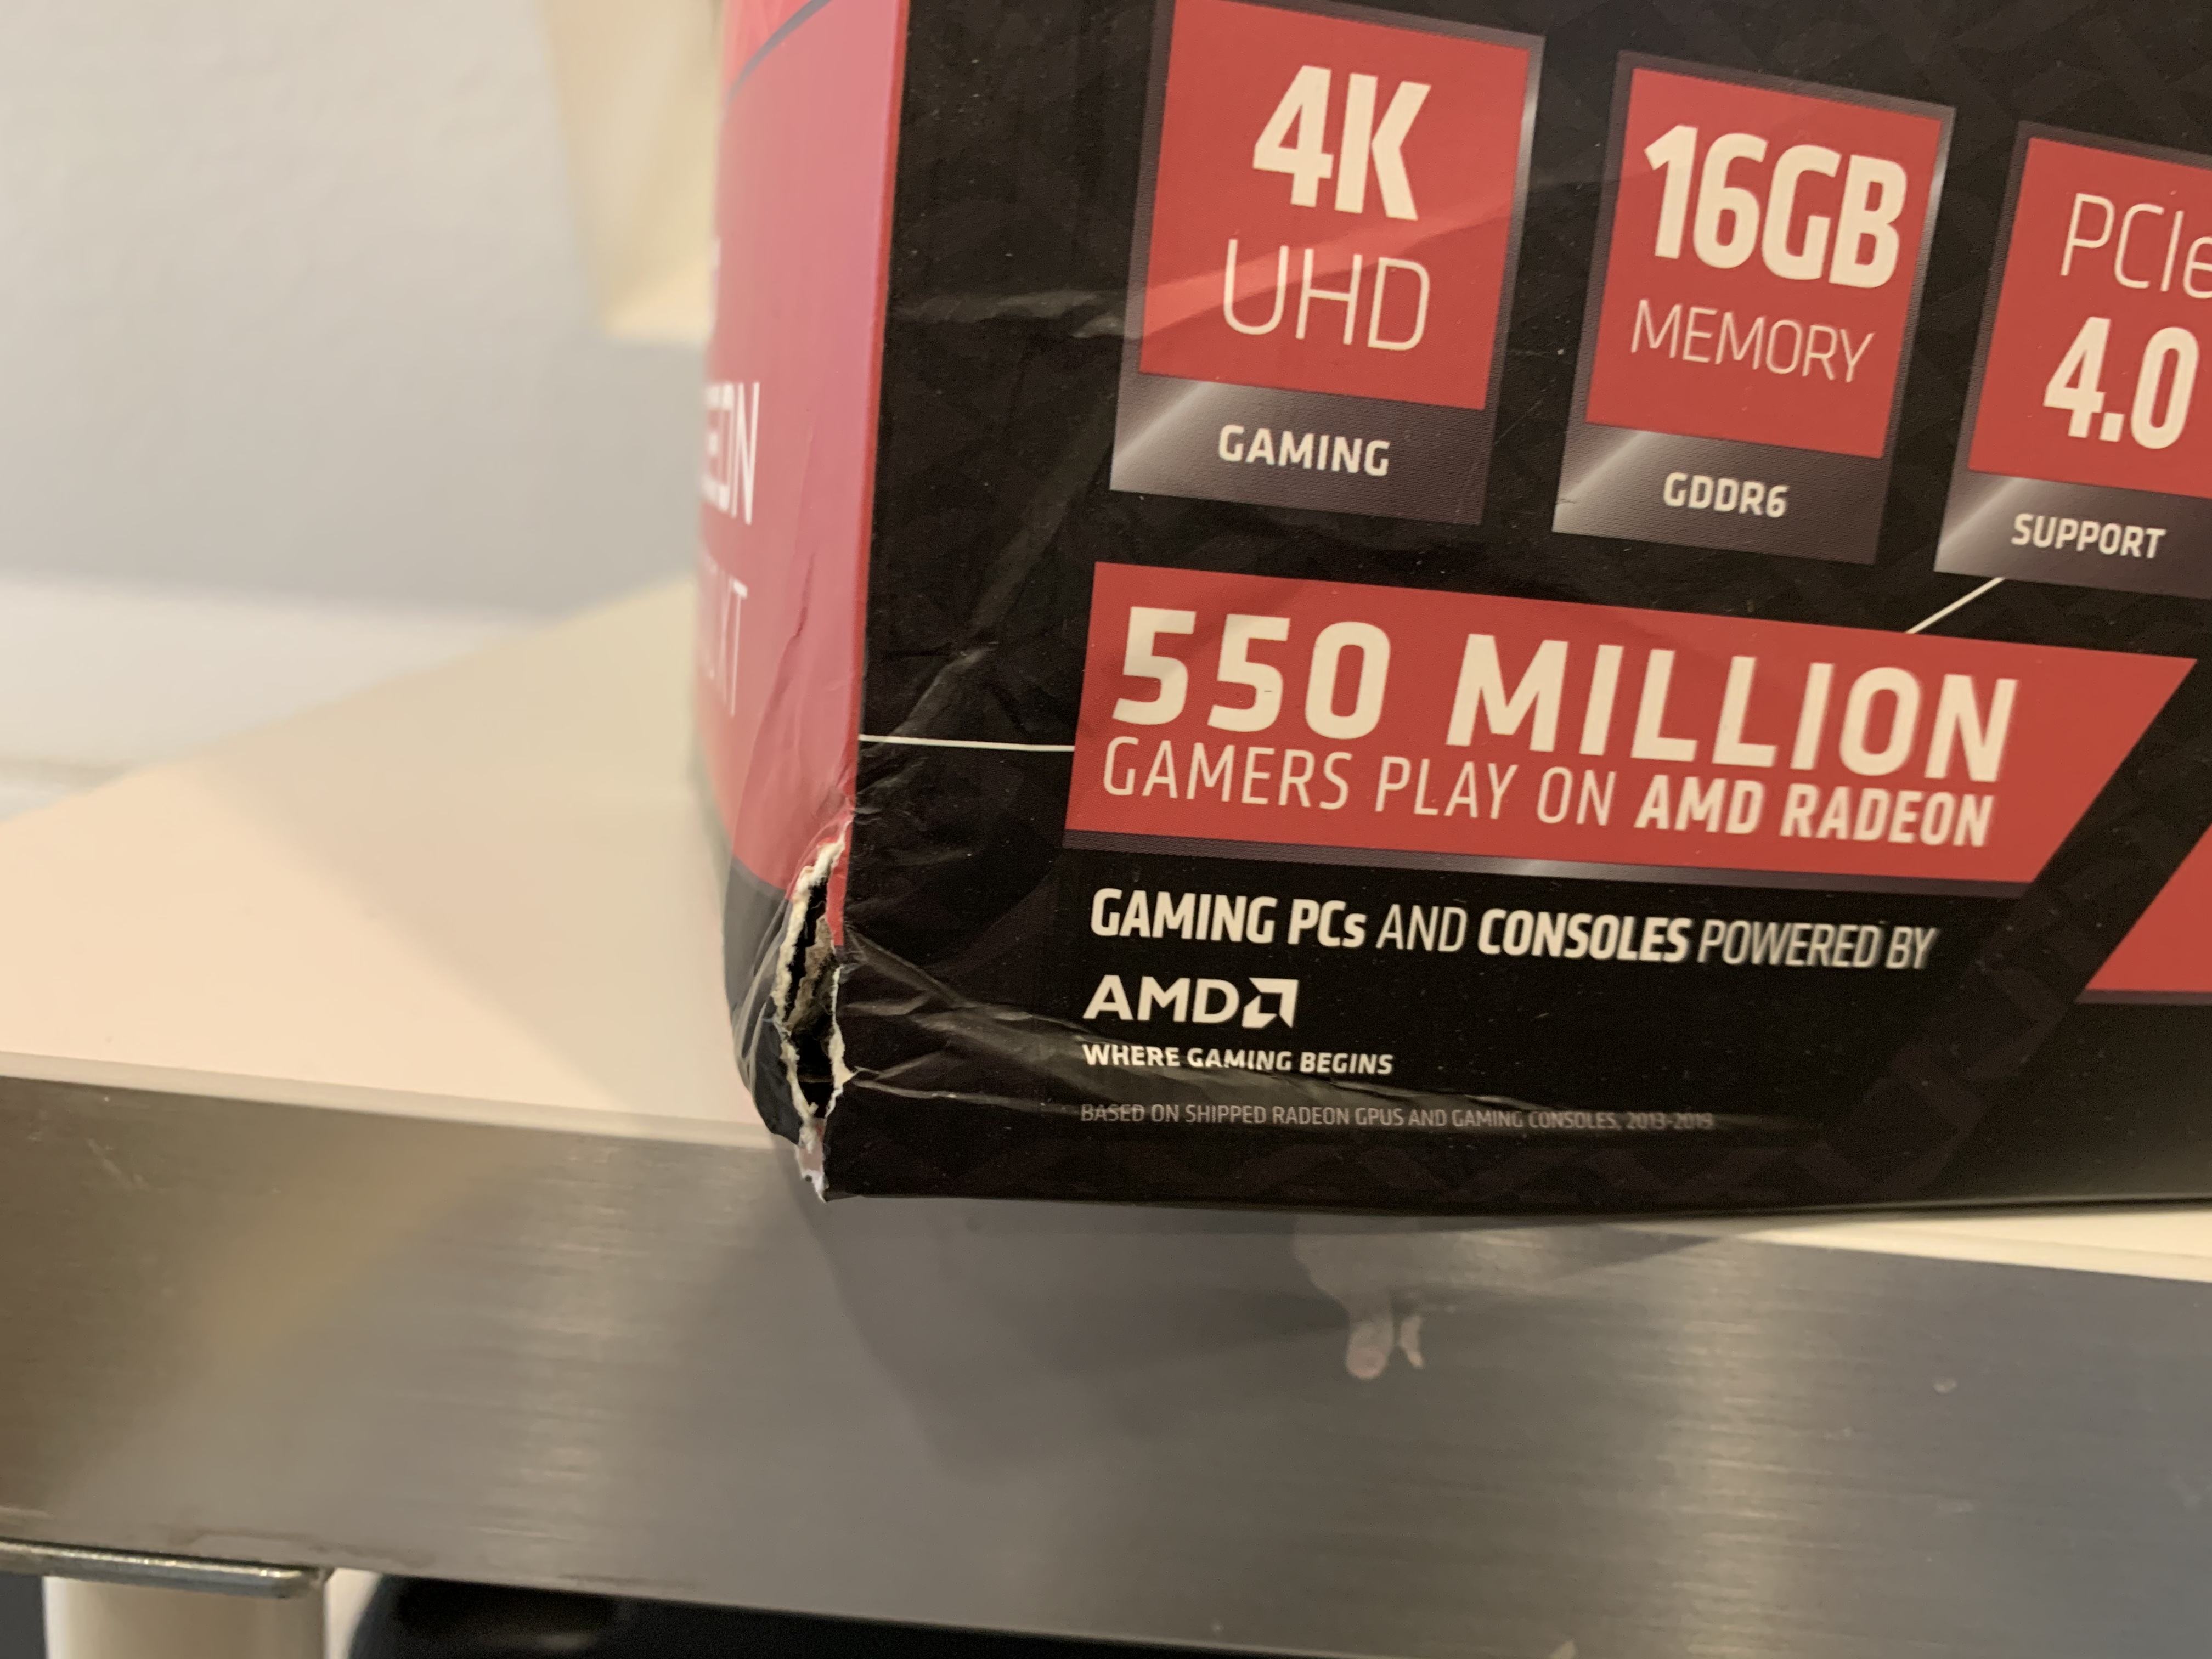 4K
UHD
GAMING
16GB
MEMORY
GDDR6
PCIe
4.0
SUPPORT
550 MILLION
GAMERS PLAY ON AMD RADEON
GAMING PCs AND CONSOLES POWERED BY
AMD
WHERE GAMING BEGINS
BASED ON SHIPPED RADEON GPUS AND GAMING CONSOLES, 2013-2019
XT